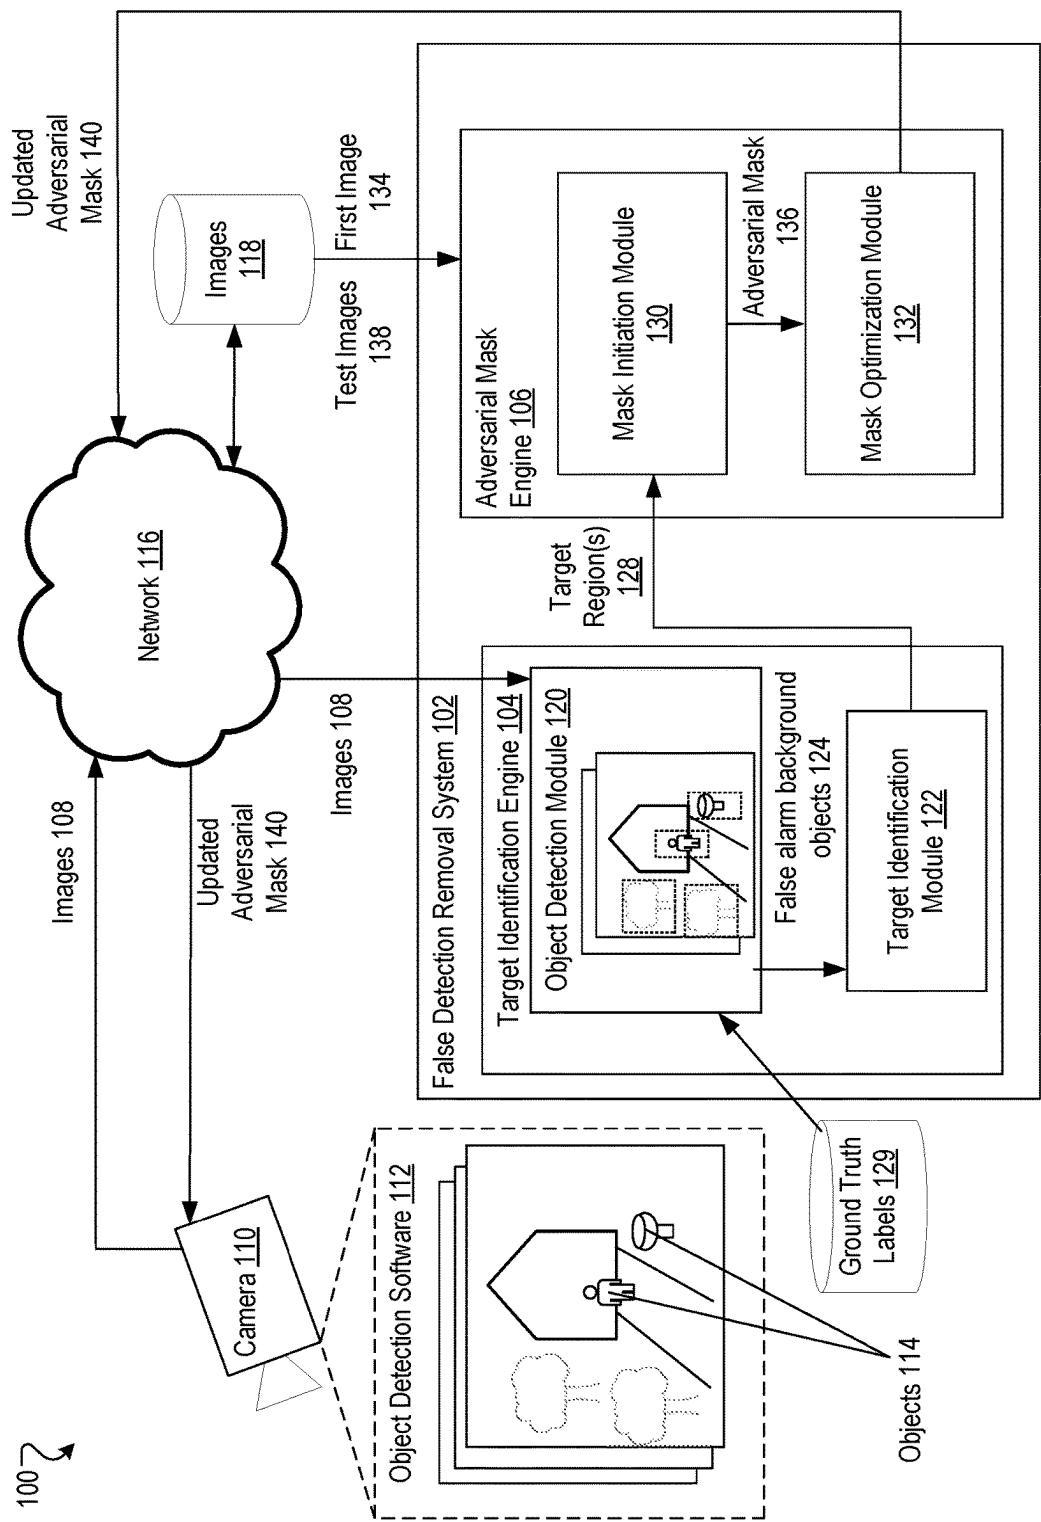 100
Camera 110
Object Detection Software 112
Objects 114
Images 108
Updated
Adversarial
Mask 140
Network 116
Updated
Adversarial
Mask 140
Images
118
Images 108
Test Images
138
First Image
134
False Detection Removal System 102
Target Identification Engine 104
Object Detection Module 120
False alarm background
objects 124
Target Identification
Module 122
Ground Truth
Labels 129
Target
Region(s)
128
Adversarial Mask
Engine 106
Mask Initiation Module
130
Adversarial Mask
136
Mask Optimization Module
132